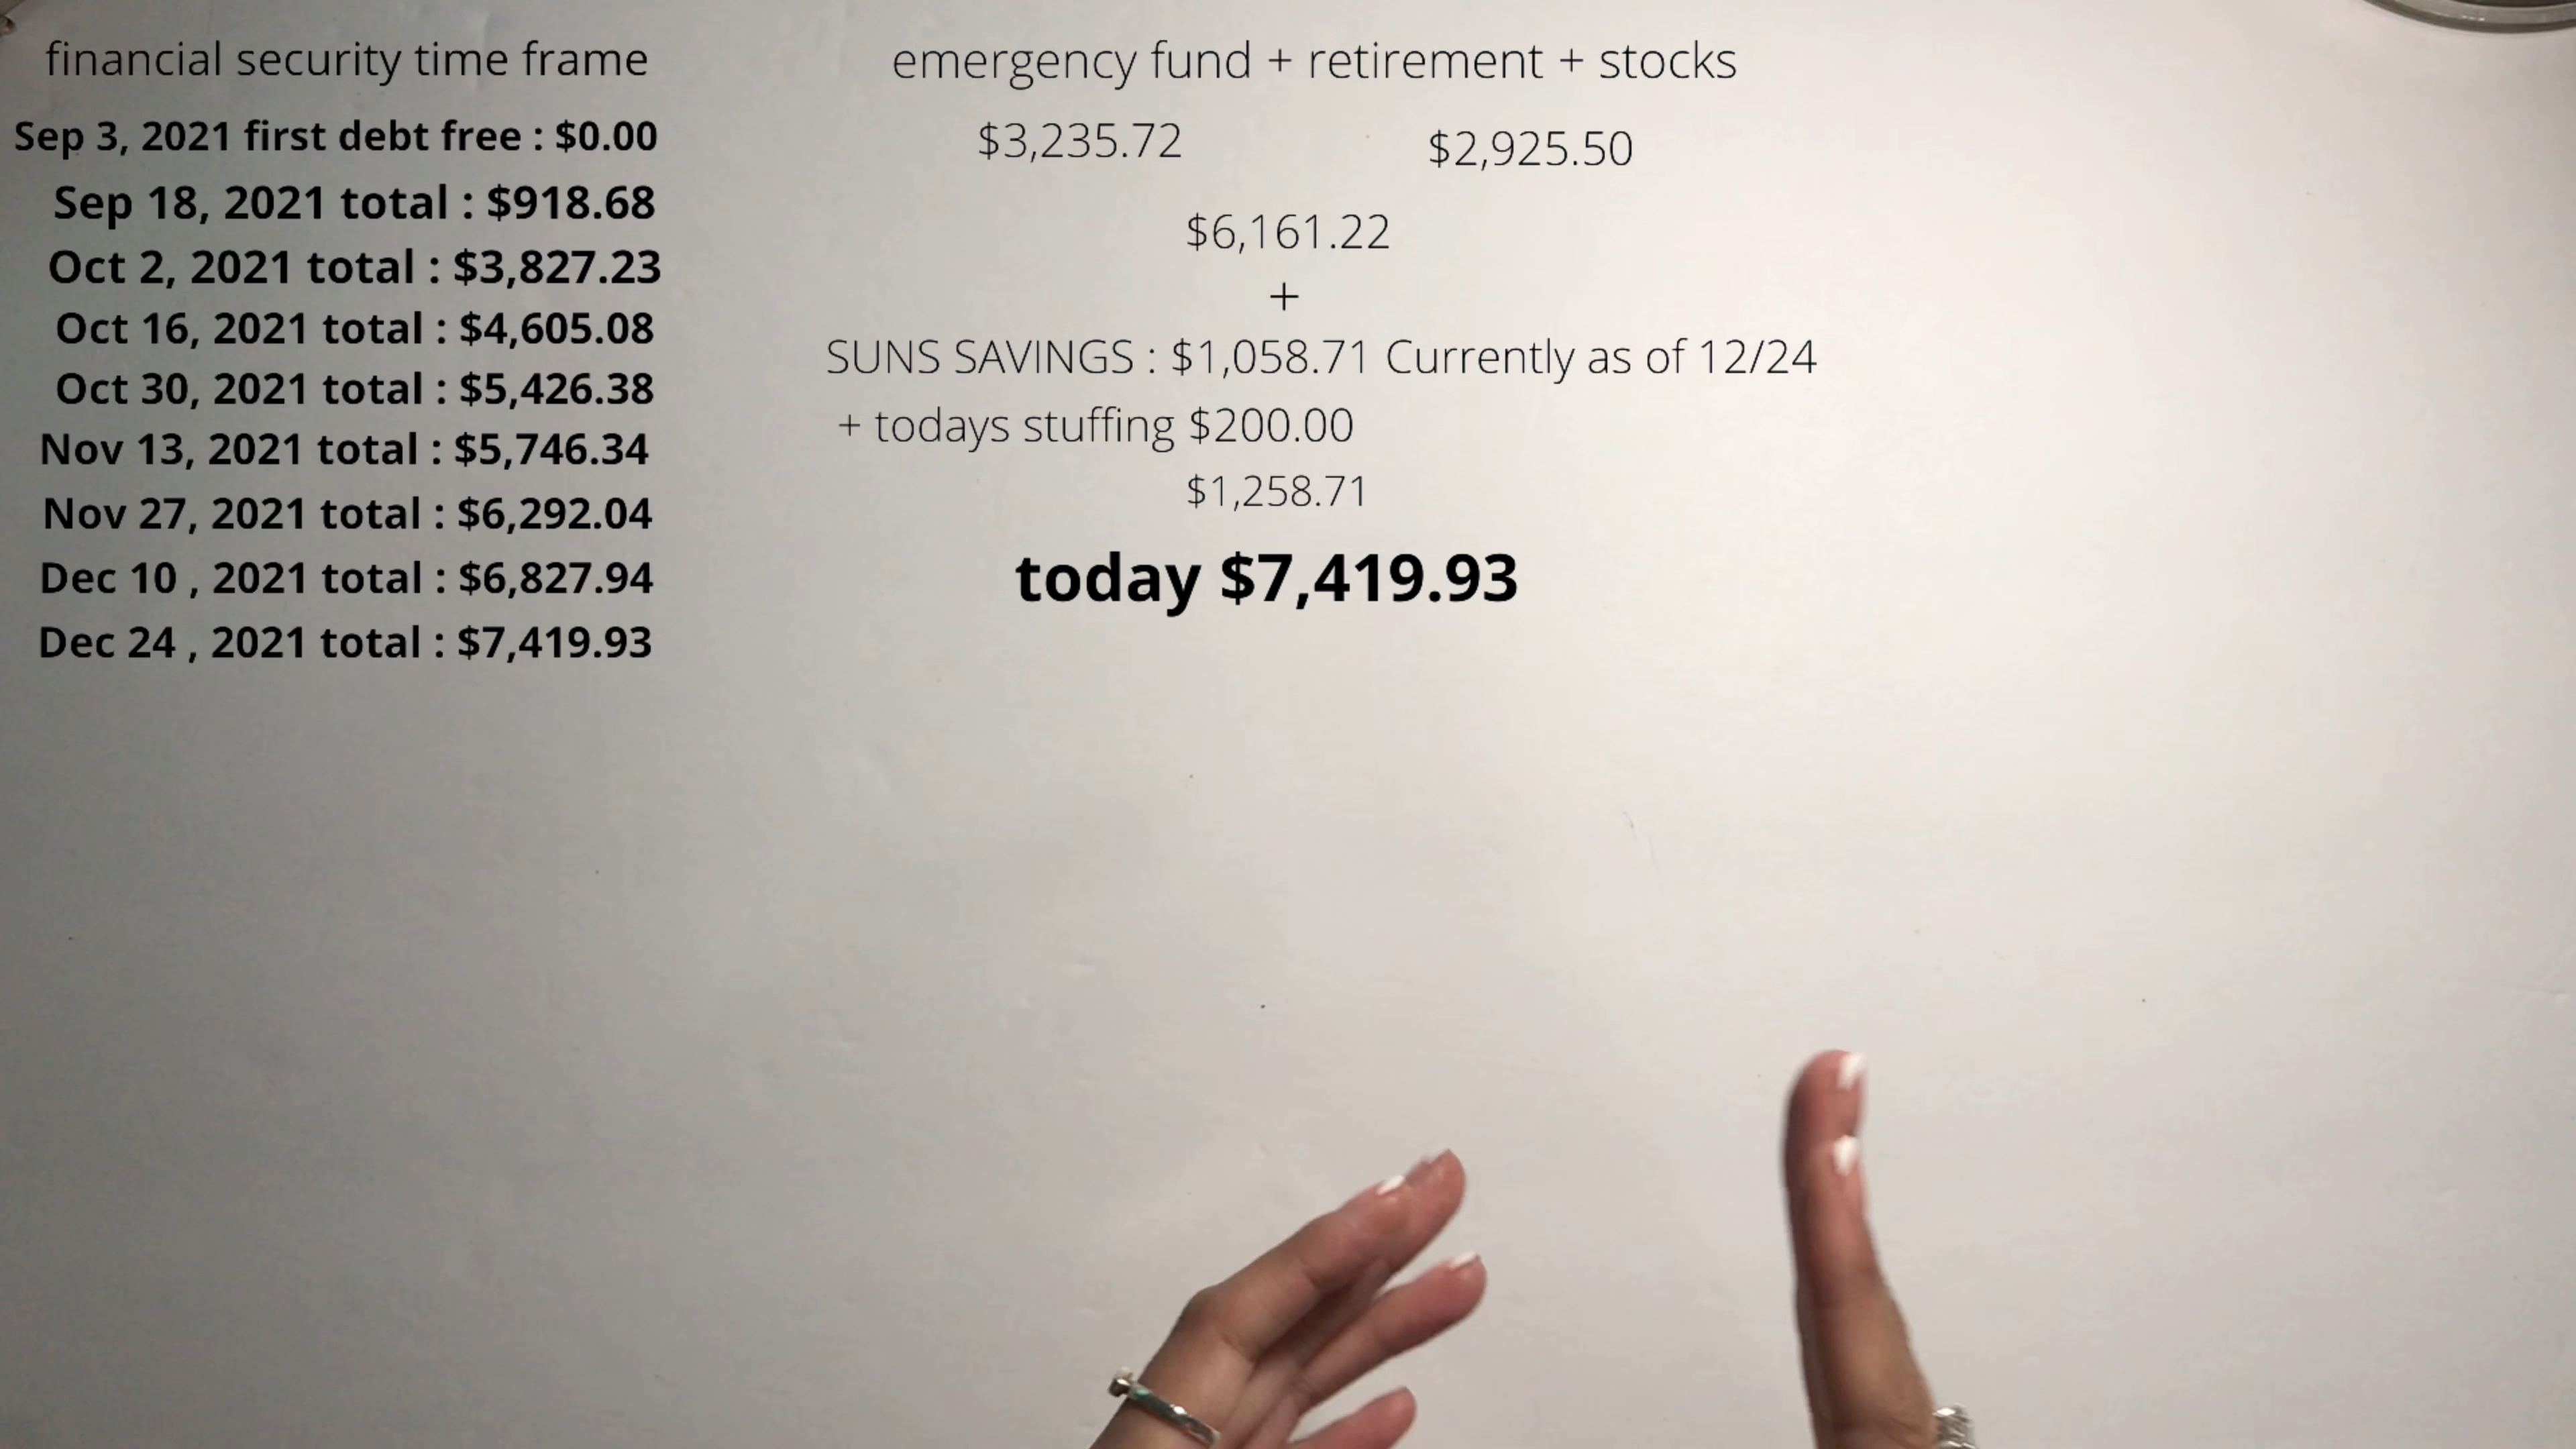 financial security time frame
Sep 3, 2021 first debt free : $0.00
Sep 18, 2021 total : $918.68
Oct 2, 2021 total : $3,827.23
Oct 16, 2021 total : $4,605.08
Oct 30, 2021 total : $5,426.38
Nov 13, 2021 total : $5,746.34
Nov 27, 2021 total : $6,292.04
Dec 10 , 2021 total : $6,827.94
Dec 24 , 2021 total : $7,419.93
emergency fund + retirement + stocks
$3,235.72 $2,925.50
$6,161.22
+
SUNS SAVINGS : $1,058.71 Currently as of 12/24
+ todays stuffing $200.00
$1,258.71
today $7,419.93